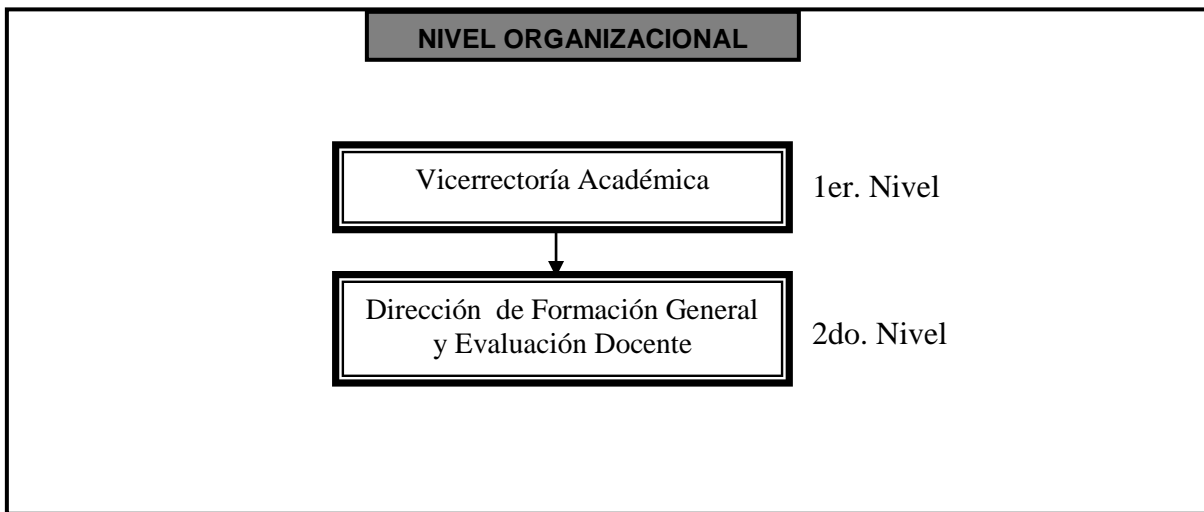 NIVEL ORGANIZACIONAL
Vicerrectoría Académica
1er. Nivel
Dirección de Formación General
y Evaluación Docente
2do. Nivel